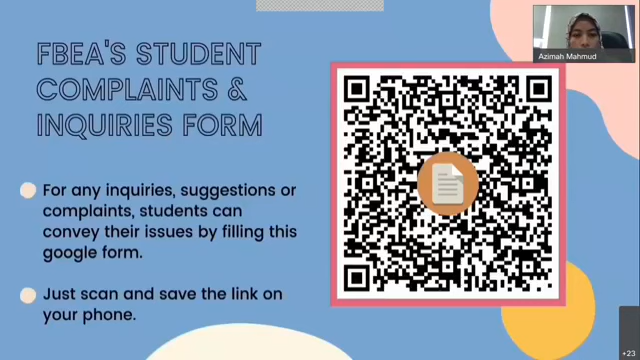 FBEA'S STUDENT
COMPLAINTS &
INQUIRIES FORM
For any inquiries, suggestions or
complaints, students can
convey their issues by filling this
google form.
Just scan and save the link on
your phone.
Azimah Mahmud
+23